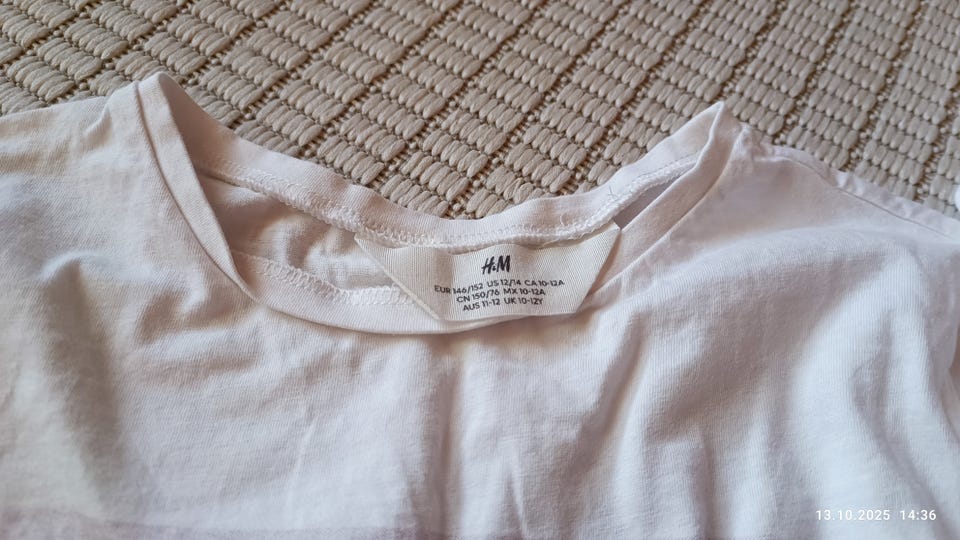 H&M
EUR 146/152 US 12/14 CA 10-12A
CN 150/76 MX 10-12A
AUS 11-12 UK 10-12Y
13.10.2025 14:36